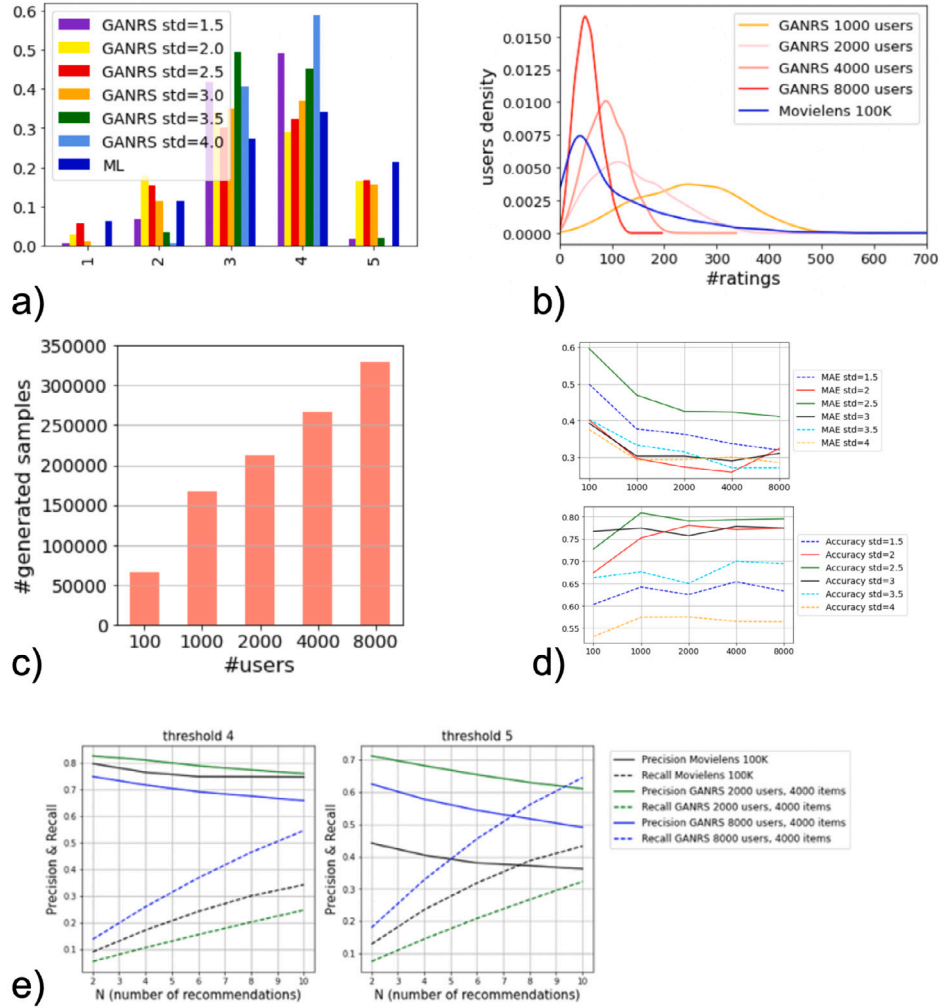 0.6
0.5
0.4
0.3
0.2
0.1
0.0
GANRS std=1.5
GANRS std=2.0
GANRS std=2.5
GANRS std=3.0
GANRS std=3.5
GANRS std=4.0
ML
1 2 3 4 5
a)
users density
0.0150
0.0125
0.0100
0.0075
0.0050
0.0025
0.0000
GANRS 1000 users
GANRS 2000 users
GANRS 4000 users
GANRS 8000 users
Movielens 100K
0 100 200 300 400 500 600 700
#ratings
b)
#generated samples
350000
300000
250000
200000
150000
100000
50000
0
100 1000 2000 4000 8000
#users
c)
0.6
0.5
0.4
0.3
100 1000 2000 4000 8000
MAE std=1.5
MAE std=2
MAE std=2.5
MAE std=3
MAE std=3.5
MAE std=4
0.80
0.75
0.70
0.65
0.60
0.55
100 1000 2000 4000 8000
Accuracy std=1.5
Accuracy std=2
Accuracy std=2.5
Accuracy std=3
Accuracy std=3.5
Accuracy std=4
d)
threshold 4
Precision & Recall
0.8
0.7
0.6
0.5
0.4
0.3
0.2
0.1
2 3 4 5 6 7 8 9 10
N (number of recommendations)
threshold 5
Precision & Recall
0.7
0.6
0.5
0.4
0.3
0.2
0.1
2 3 4 5 6 7 8 9 10
N (number of recommendations)
Precision Movielens 100K
Recall Movielens 100K
Precision GANRS 2000 users, 4000 items
Recall GANRS 2000 users, 4000 items
Precision GANRS 8000 users, 4000 items
Recall GANRS 8000 users, 4000 items
e)